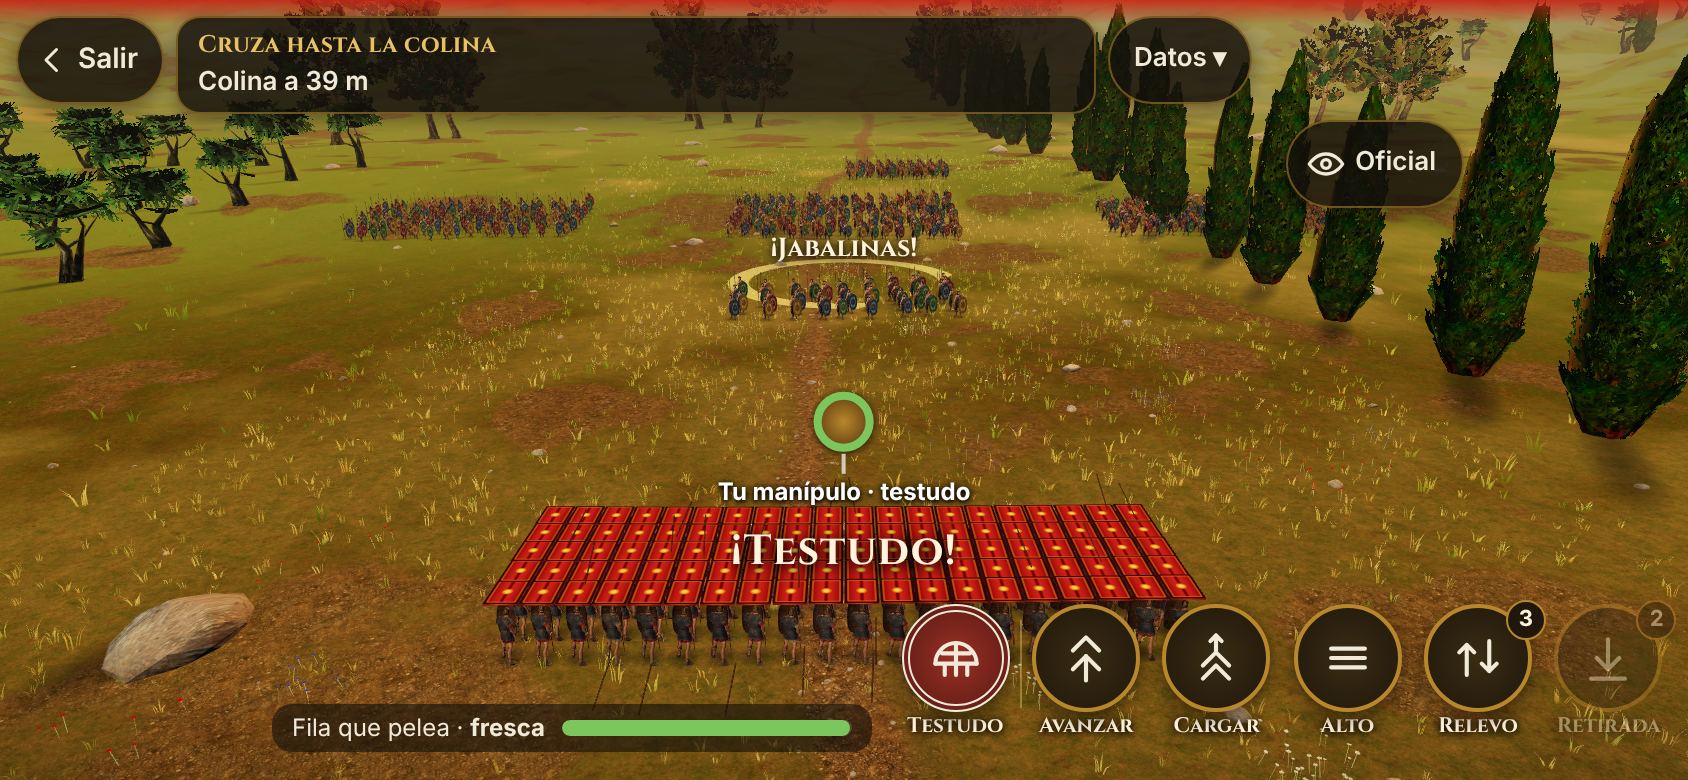 Salir
Cruza hasta la colina
Colina a 39 m
Datos ▾
Oficial
¡Jabalinas!
Tu manípulo · testudo
¡Testudo!
3
2
Testudo
Avanzar
Cargar
Alto
Relevo
Retirada
Fila que pelea · fresca